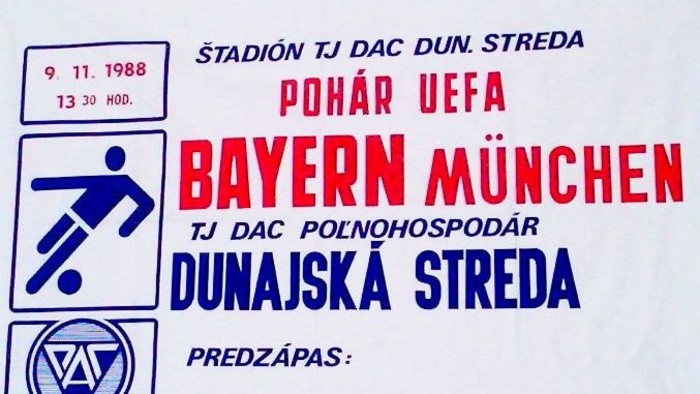 9. 11. 1988
13 30 HOD.
ŠTADIÓN TJ DAC DUN. STREDA
POHÁR UEFA
BAYERN MÜNCHEN
TJ DAC POĽNOHOSPODÁR
DUNAJSKÁ STREDA
DAC
PREDZÁPAS: